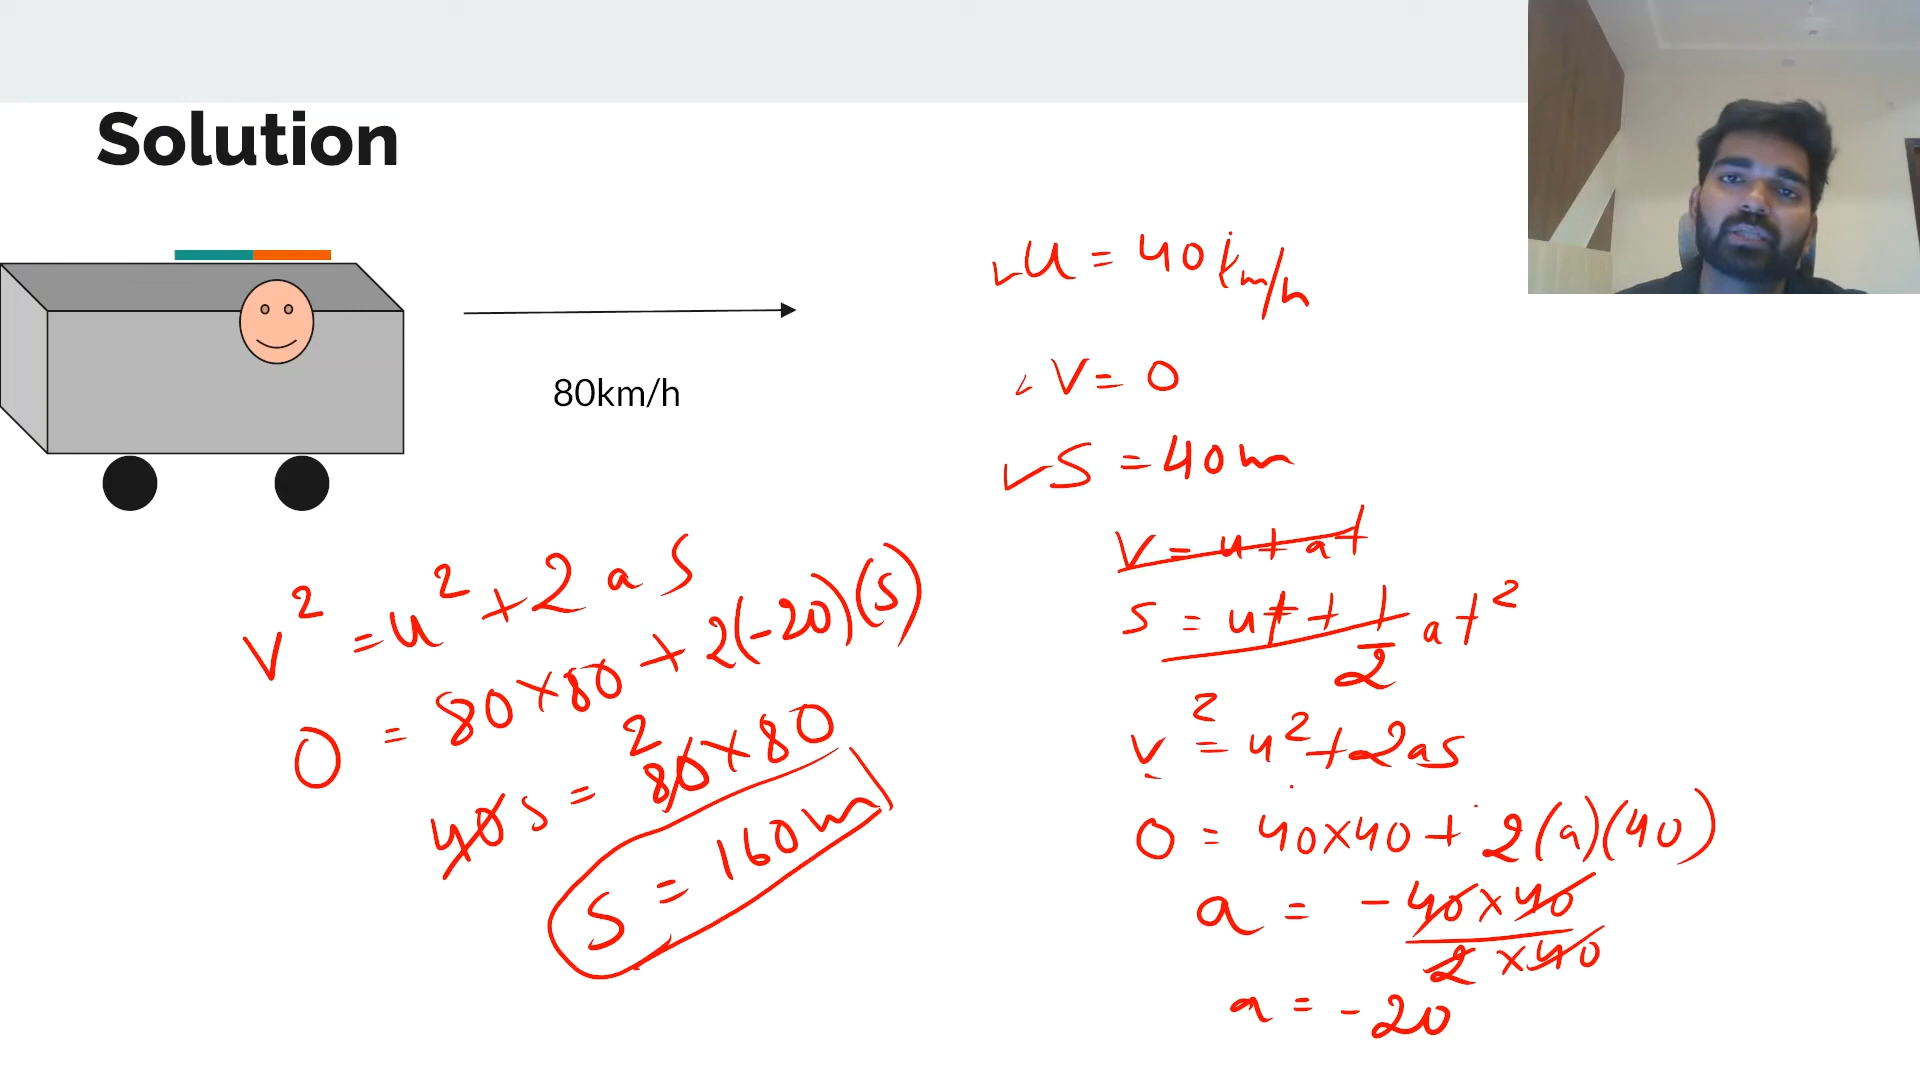 Solution
80km/h
u = 40 km/h
V = 0
S = 40m
V = u + at
S = ut + 1/2 at²
v² = u² + 2as
0 = 40×40 + 2(a)(40)
a = -40×40/2×40
a = -20
v² = u² + 2as
0 = 80×80 + 2(-20)(s)
40s = 80×80
2
S = 160m